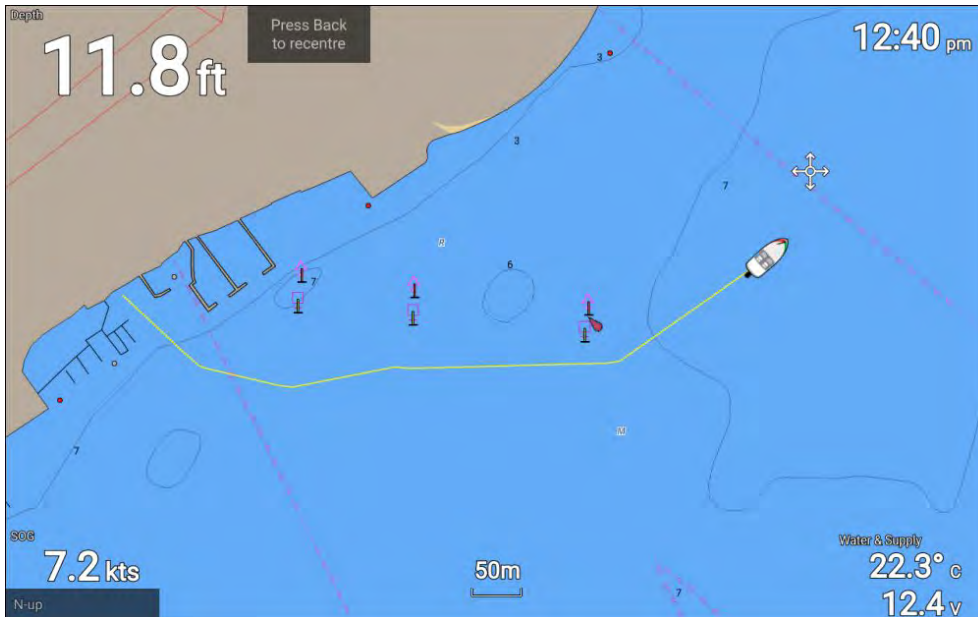 Depth
11.8 ft
Press Back
to recentre
12:40 pm
3
3
7
R
6
7
M
7
SOG
7.2 kts
N-up
50m
7
Water & Supply
22.3° C
12.4 V